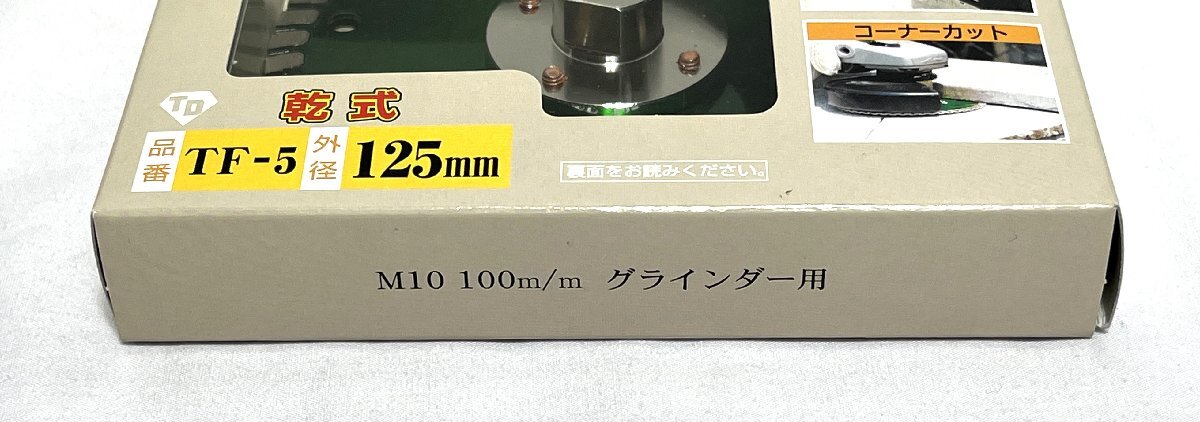 コーナーカット
TD
乾式
品番 TF-5 外径 125mm
裏面をお読みください。
M10 100m/m グラインダー用